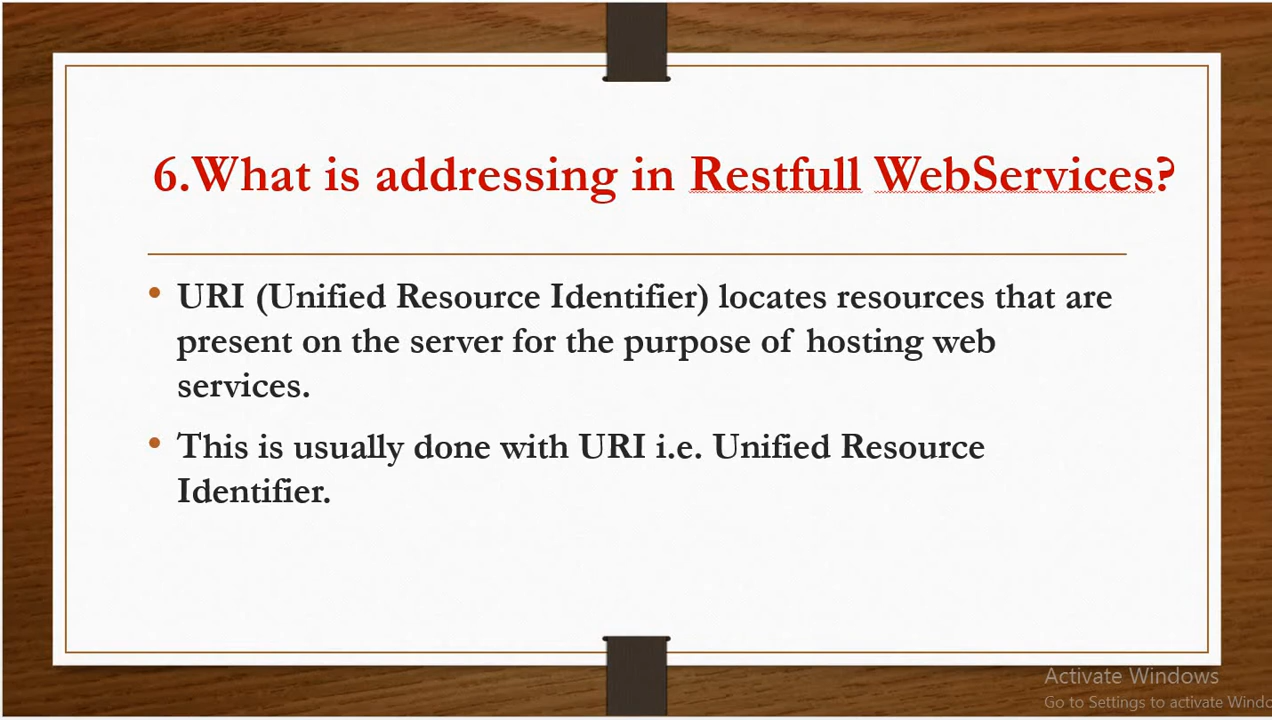 6.What is addressing in Restfull WebServices?
• URI (Unified Resource Identifier) locates resources that are
present on the server for the purpose of hosting web
services.
• This is usually done with URI i.e. Unified Resource
Identifier.
Activate Windows
Go to Settings to activate Windo